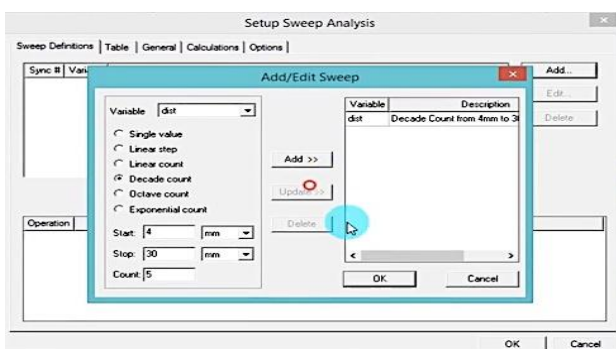 Setup Sweep Analysis
Sweep Definitions | Table | General | Calculations | Options |
Sync # Vari
Add...
Edit...
Delete
Add/Edit Sweep
Variable dist
Single value
Linear step
Linear count
Decade count
Octave count
Exponential count
Start: 4 mm
Stop: 30 mm
Count: 5
Add >>
Update >>
Delete
Variable Description
dist Decade Count from 4mm to 3
OK Cancel
Operation
OK Cancel